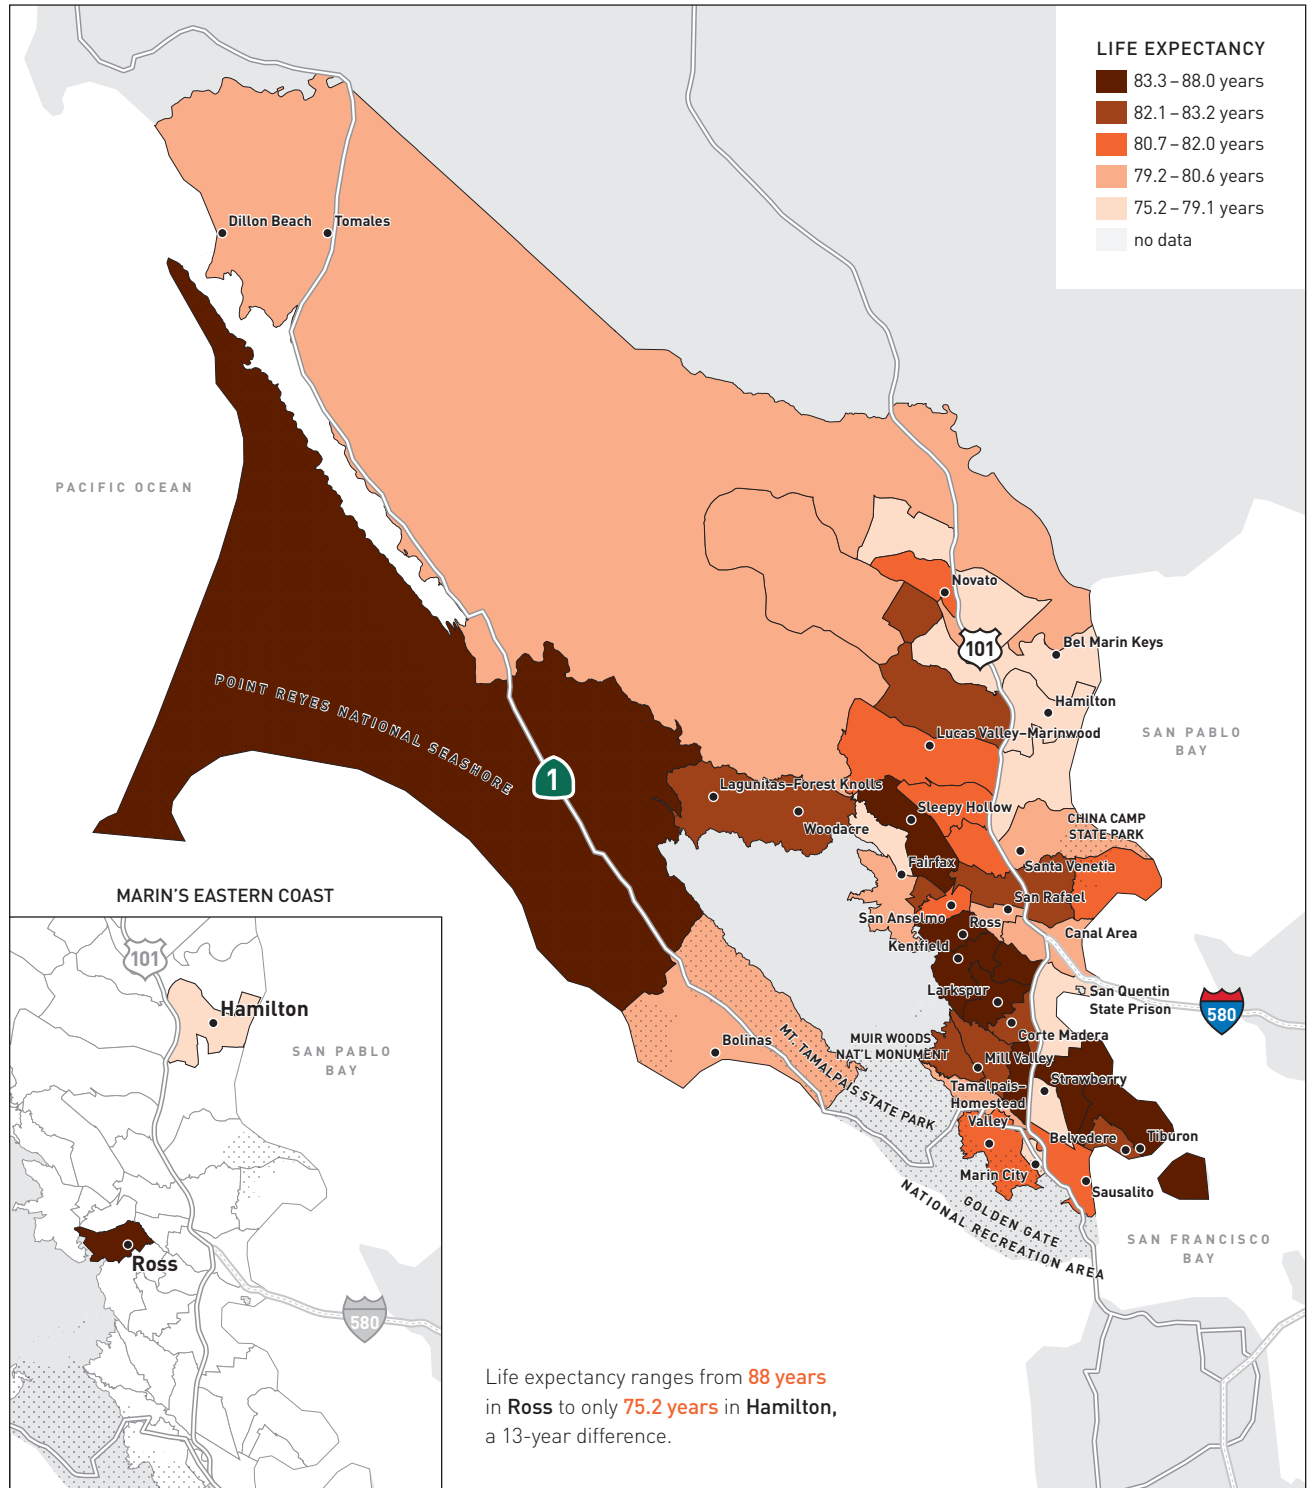 LIFE EXPECTANCY
83.3–88.0 years
82.1–83.2 years
80.7–82.0 years
79.2–80.6 years
75.2–79.1 years
no data
Dillon Beach
Tomales
PACIFIC OCEAN
Novato
101
Bel Marin Keys
POINT REYES NATIONAL SEASHORE
Hamilton
Lucas Valley–Marinwood
SAN PABLO
BAY
1
Lagunitas–Forest Knolls
Woodacre
Sleepy Hollow
CHINA CAMP
STATE PARK
Fairfax
Santa Venetia
San Rafael
San Anselmo
Ross
Canal Area
Kentfield
Larkspur
San Quentin
State Prison
580
Corte Madera
MUIR WOODS
NAT'L MONUMENT
Bolinas
MT. TAMALPAIS STATE PARK
Mill Valley
Strawberry
Tamalpais–
Homestead
Valley
Belvedere
Tiburon
Marin City
Sausalito
GOLDEN GATE
NATIONAL RECREATION AREA
SAN FRANCISCO
BAY
MARIN'S EASTERN COAST
101
Hamilton
SAN PABLO
BAY
Ross
580
Life expectancy ranges from 88 years
in Ross to only 75.2 years in Hamilton,
a 13-year difference.